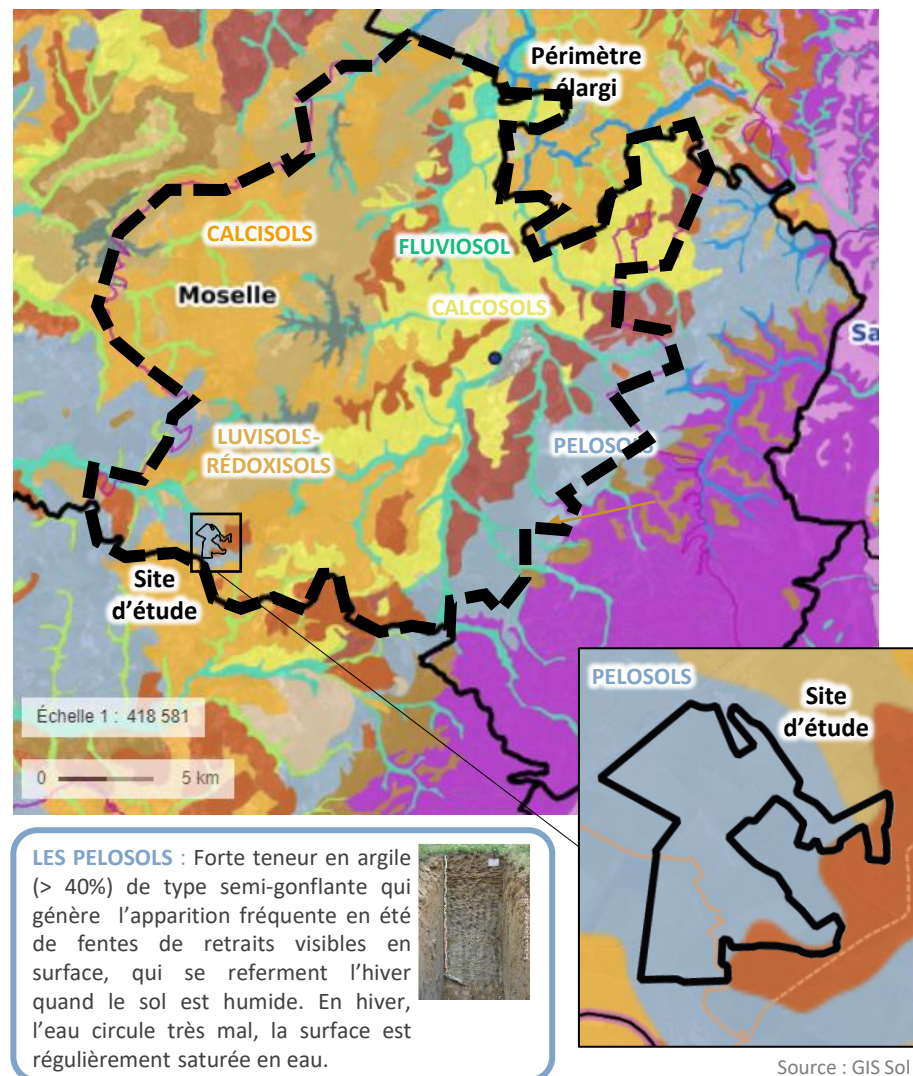 Périmètre
élargi
CALCISOLS
FLUVIOSOL
Moselle
CALCOSOLS
Sa
LUVISOLS-
RÉDOXISOLS
PELOSOLS
Site
d’étude
Échelle 1 : 418 581
0 5 km
PELOSOLS
Site
d’étude
LES PELOSOLS : Forte teneur en argile
(> 40%) de type semi-gonflante qui
génère l’apparition fréquente en été
de fentes de retraits visibles en
surface, qui se referment l’hiver
quand le sol est humide. En hiver,
l’eau circule très mal, la surface est
régulièrement saturée en eau.
Source : GIS Sol